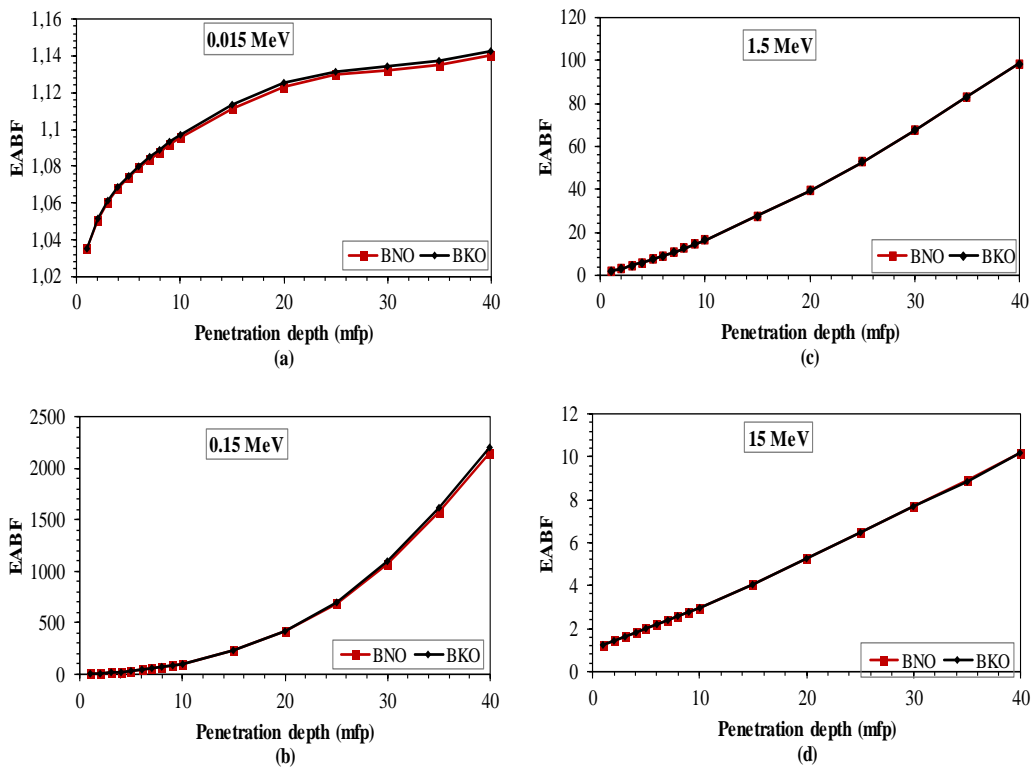 1,16
1,14
1,12
1,1
1,08
1,06
1,04
1,02
EABF
0.015 MeV
BNO BKO
0 10 20 30 40
Penetration depth (mfp)
(a)
120
100
80
60
40
20
0
EABF
1.5 MeV
BNO BKO
0 10 20 30 40
Penetration depth (mfp)
(c)
2500
2000
1500
1000
500
0
EABF
0.15 MeV
BNO BKO
0 10 20 30 40
Penetration depth (mfp)
(b)
12
10
8
6
4
2
0
EABF
15 MeV
BNO BKO
0 10 20 30 40
Penetration depth (mfp)
(d)